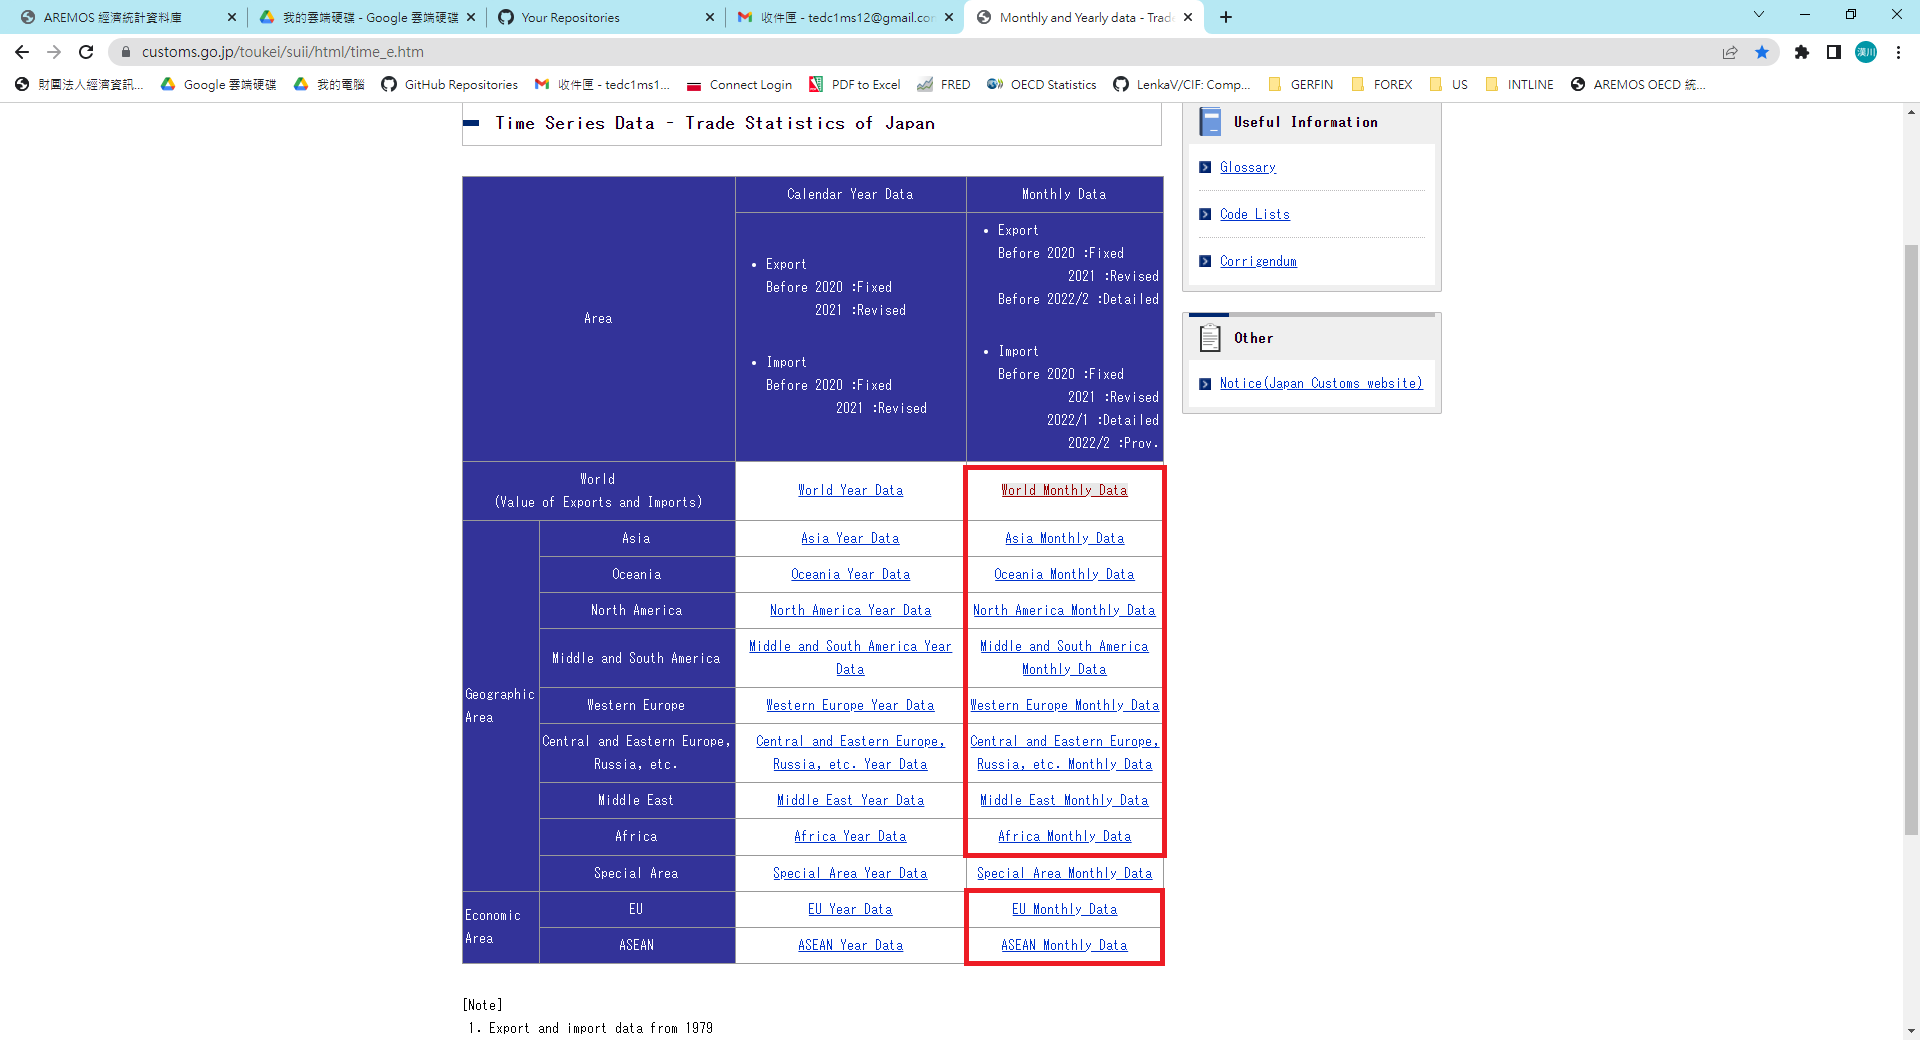 AREMOS 經濟統計資料庫
我的雲端硬碟 - Google 雲端硬碟
Your Repositories
收件匣 - tedc1ms12@gmail.com
Monthly and Yearly data - Trade
customs.go.jp/toukei/suii/html/time_e.htm
漢川
財團法人經濟資訊...
Google 雲端硬碟
我的電腦
GitHub Repositories
收件匣 - tedc1ms1...
Connect Login
PDF to Excel
FRED
OECD Statistics
LenkaV/CIF: Comp...
GERFIN
FOREX
US
INTLINE
AREMOS OECD 統...
Time Series Data - Trade Statistics of Japan
Area
Calendar Year Data
Monthly Data
• Export
Before 2020 :Fixed
2021 :Revised
• Import
Before 2020 :Fixed
2021 :Revised
• Export
Before 2020 :Fixed
2021 :Revised
Before 2022/2 :Detailed
• Import
Before 2020 :Fixed
2021 :Revised
2022/1 :Detailed
2022/2 :Prov.
World
(Value of Exports and Imports)
World Year Data
World Monthly Data
Geographic
Area
Asia
Asia Year Data
Asia Monthly Data
Oceania
Oceania Year Data
Oceania Monthly Data
North America
North America Year Data
North America Monthly Data
Middle and South America
Middle and South America Year
Data
Middle and South America
Monthly Data
Western Europe
Western Europe Year Data
Western Europe Monthly Data
Central and Eastern Europe,
Russia, etc.
Central and Eastern Europe,
Russia, etc. Year Data
Central and Eastern Europe,
Russia, etc. Monthly Data
Middle East
Middle East Year Data
Middle East Monthly Data
Africa
Africa Year Data
Africa Monthly Data
Special Area
Special Area Year Data
Special Area Monthly Data
Economic
Area
EU
EU Year Data
EU Monthly Data
ASEAN
ASEAN Year Data
ASEAN Monthly Data
[Note]
1. Export and import data from 1979
Useful Information
Glossary
Code Lists
Corrigendum
Other
Notice(Japan Customs website)